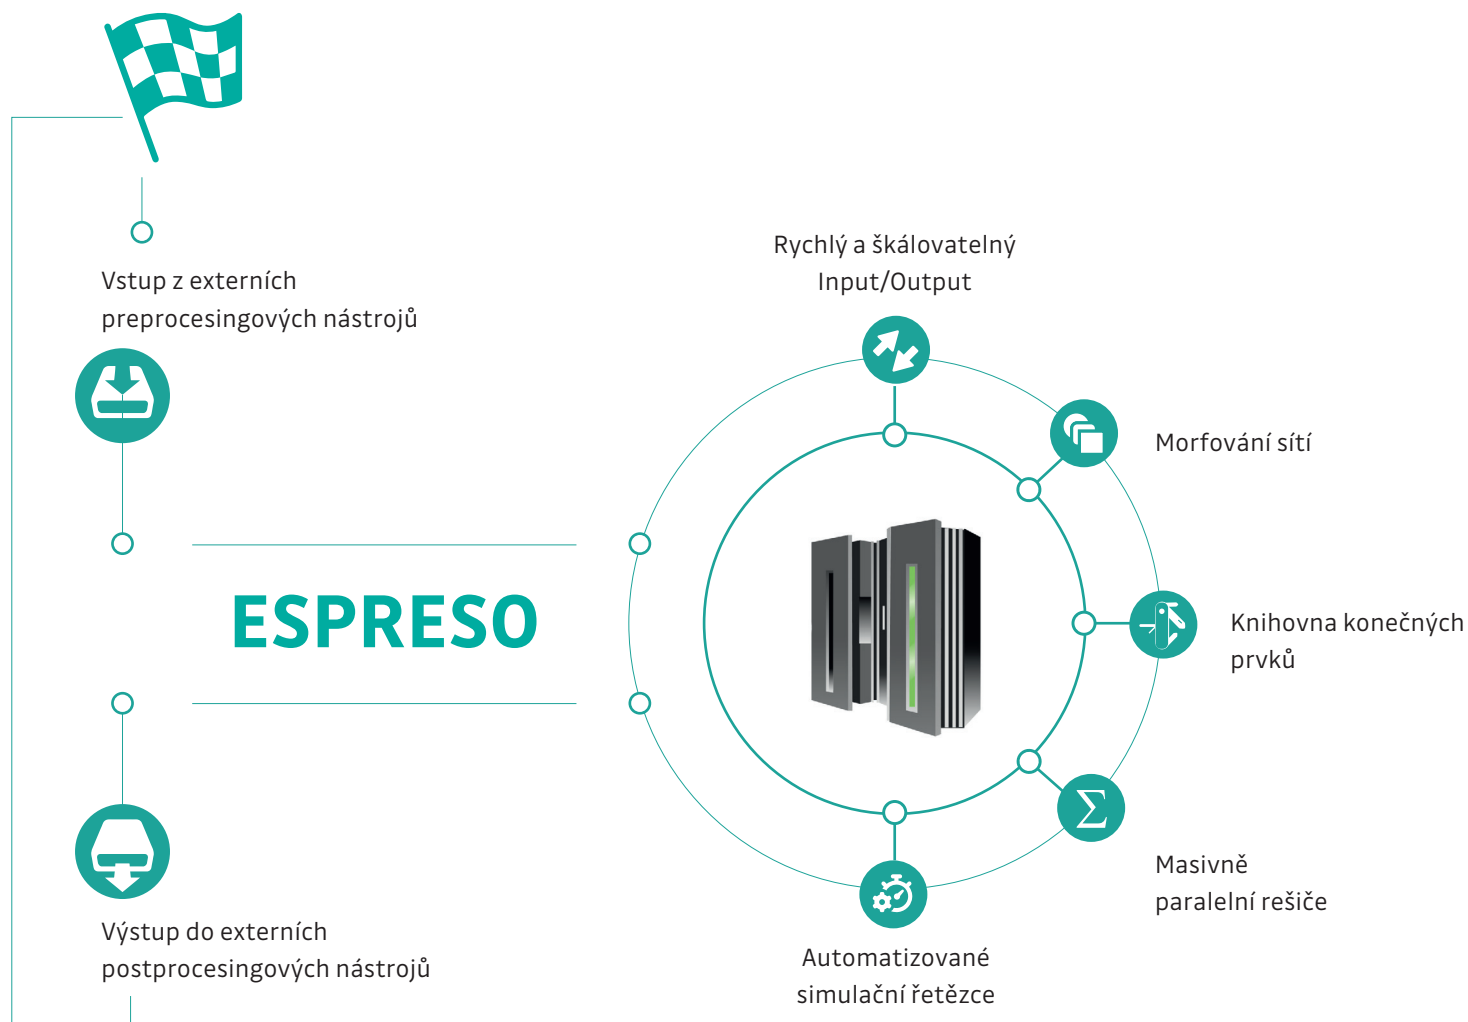 Vstup z externích
preprocesingových nástrojů
ESPRESO
Výstup do externích
postprocesingových nástrojů
Rychlý a škálovatelný
Input/Output
Morfování sítí
Knihovna konečných
prvků
Masivně
paralelní rešiče
Automatizované
simulační řetězce
Σ